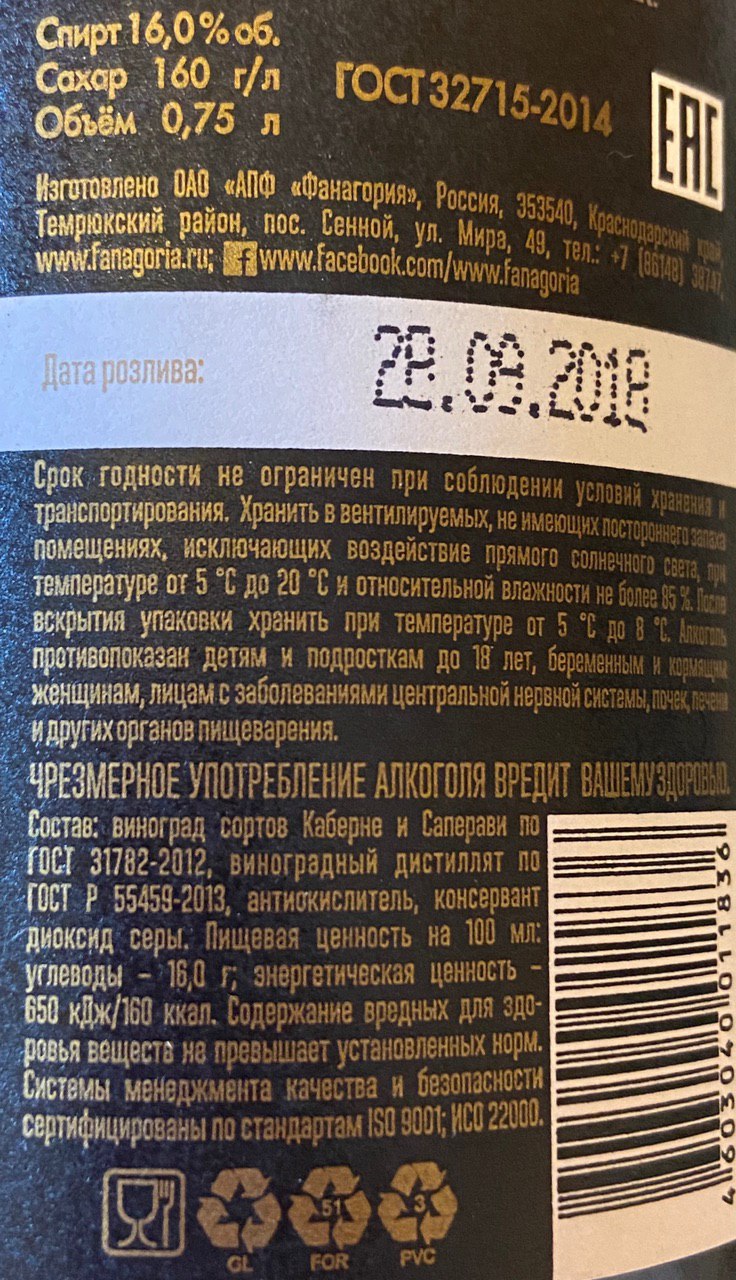 Спирт 16,0% об.
Сахар 160 г/л
Объём 0,75 л
ГОСТ 32715-2014
EAC
Изготовлено ОАО «АПФ «Фанагория», Россия, 353540, Краснодарский край
Темрюкский район, пос. Сенной, ул. Мира, 49, тел.: +7 (86148) 38747,
www.fanagoria.ru; f www.facebook.com/www.fanagoria
Дата розлива:
Срок годности не ограничен при соблюдении условий хранения и
транспортирования. Хранить в вентилируемых, не имеющих постороннего запаха
помещениях, исключающих воздействие прямого солнечного света, при
температуре от 5 °C до 20 °C и относительной влажности не более 85 %. После
вскрытия упаковки хранить при температуре от 5 °C до 8 °C. Алкоголь
противопоказан детям и подросткам до 18 лет, беременным и кормящим
женщинам, лицам с заболеваниями центральной нервной системы, почек, печени
и других органов пищеварения.
ЧРЕЗМЕРНОЕ УПОТРЕБЛЕНИЕ АЛКОГОЛЯ ВРЕДИТ ВАШЕМУ ЗДОРОВЬЮ.
Состав: виноград сортов Каберне и Саперави по
ГОСТ 31782-2012, виноградный дистиллят по
ГОСТ Р 55459-2013, антиокислитель, консервант
диоксид серы. Пищевая ценность на 100 мл:
углеводы – 16,0 г; энергетическая ценность –
650 кДж/160 ккал. Содержание вредных для здо-
ровья веществ не превышает установленных норм.
Системы менеджмента качества и безопасности
сертифицированы по стандартам ISO 9001; ИСО 22000.
4603040011836
GL
51
FOR
3
PVC